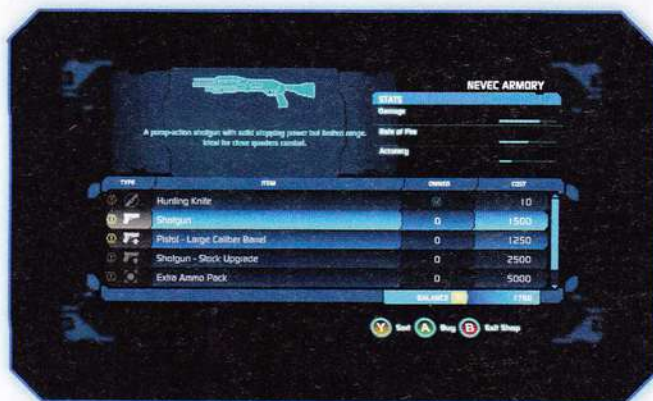 NEVEC ARMORY
STATS
Damage
Rate of Fire
Accuracy
A pump-action shotgun with solid stopping power but limited range.
Ideal for close quarters combat.
TYPE ITEM OWNED COST
Hunting Knife 10
Shotgun 0 1500
Pistol - Large Caliber Barrel 0 1250
Shotgun - Stock Upgrade 0 2500
Extra Ammo Pack 0 5000
BALANCE
Y Sort A Buy B Exit Shop